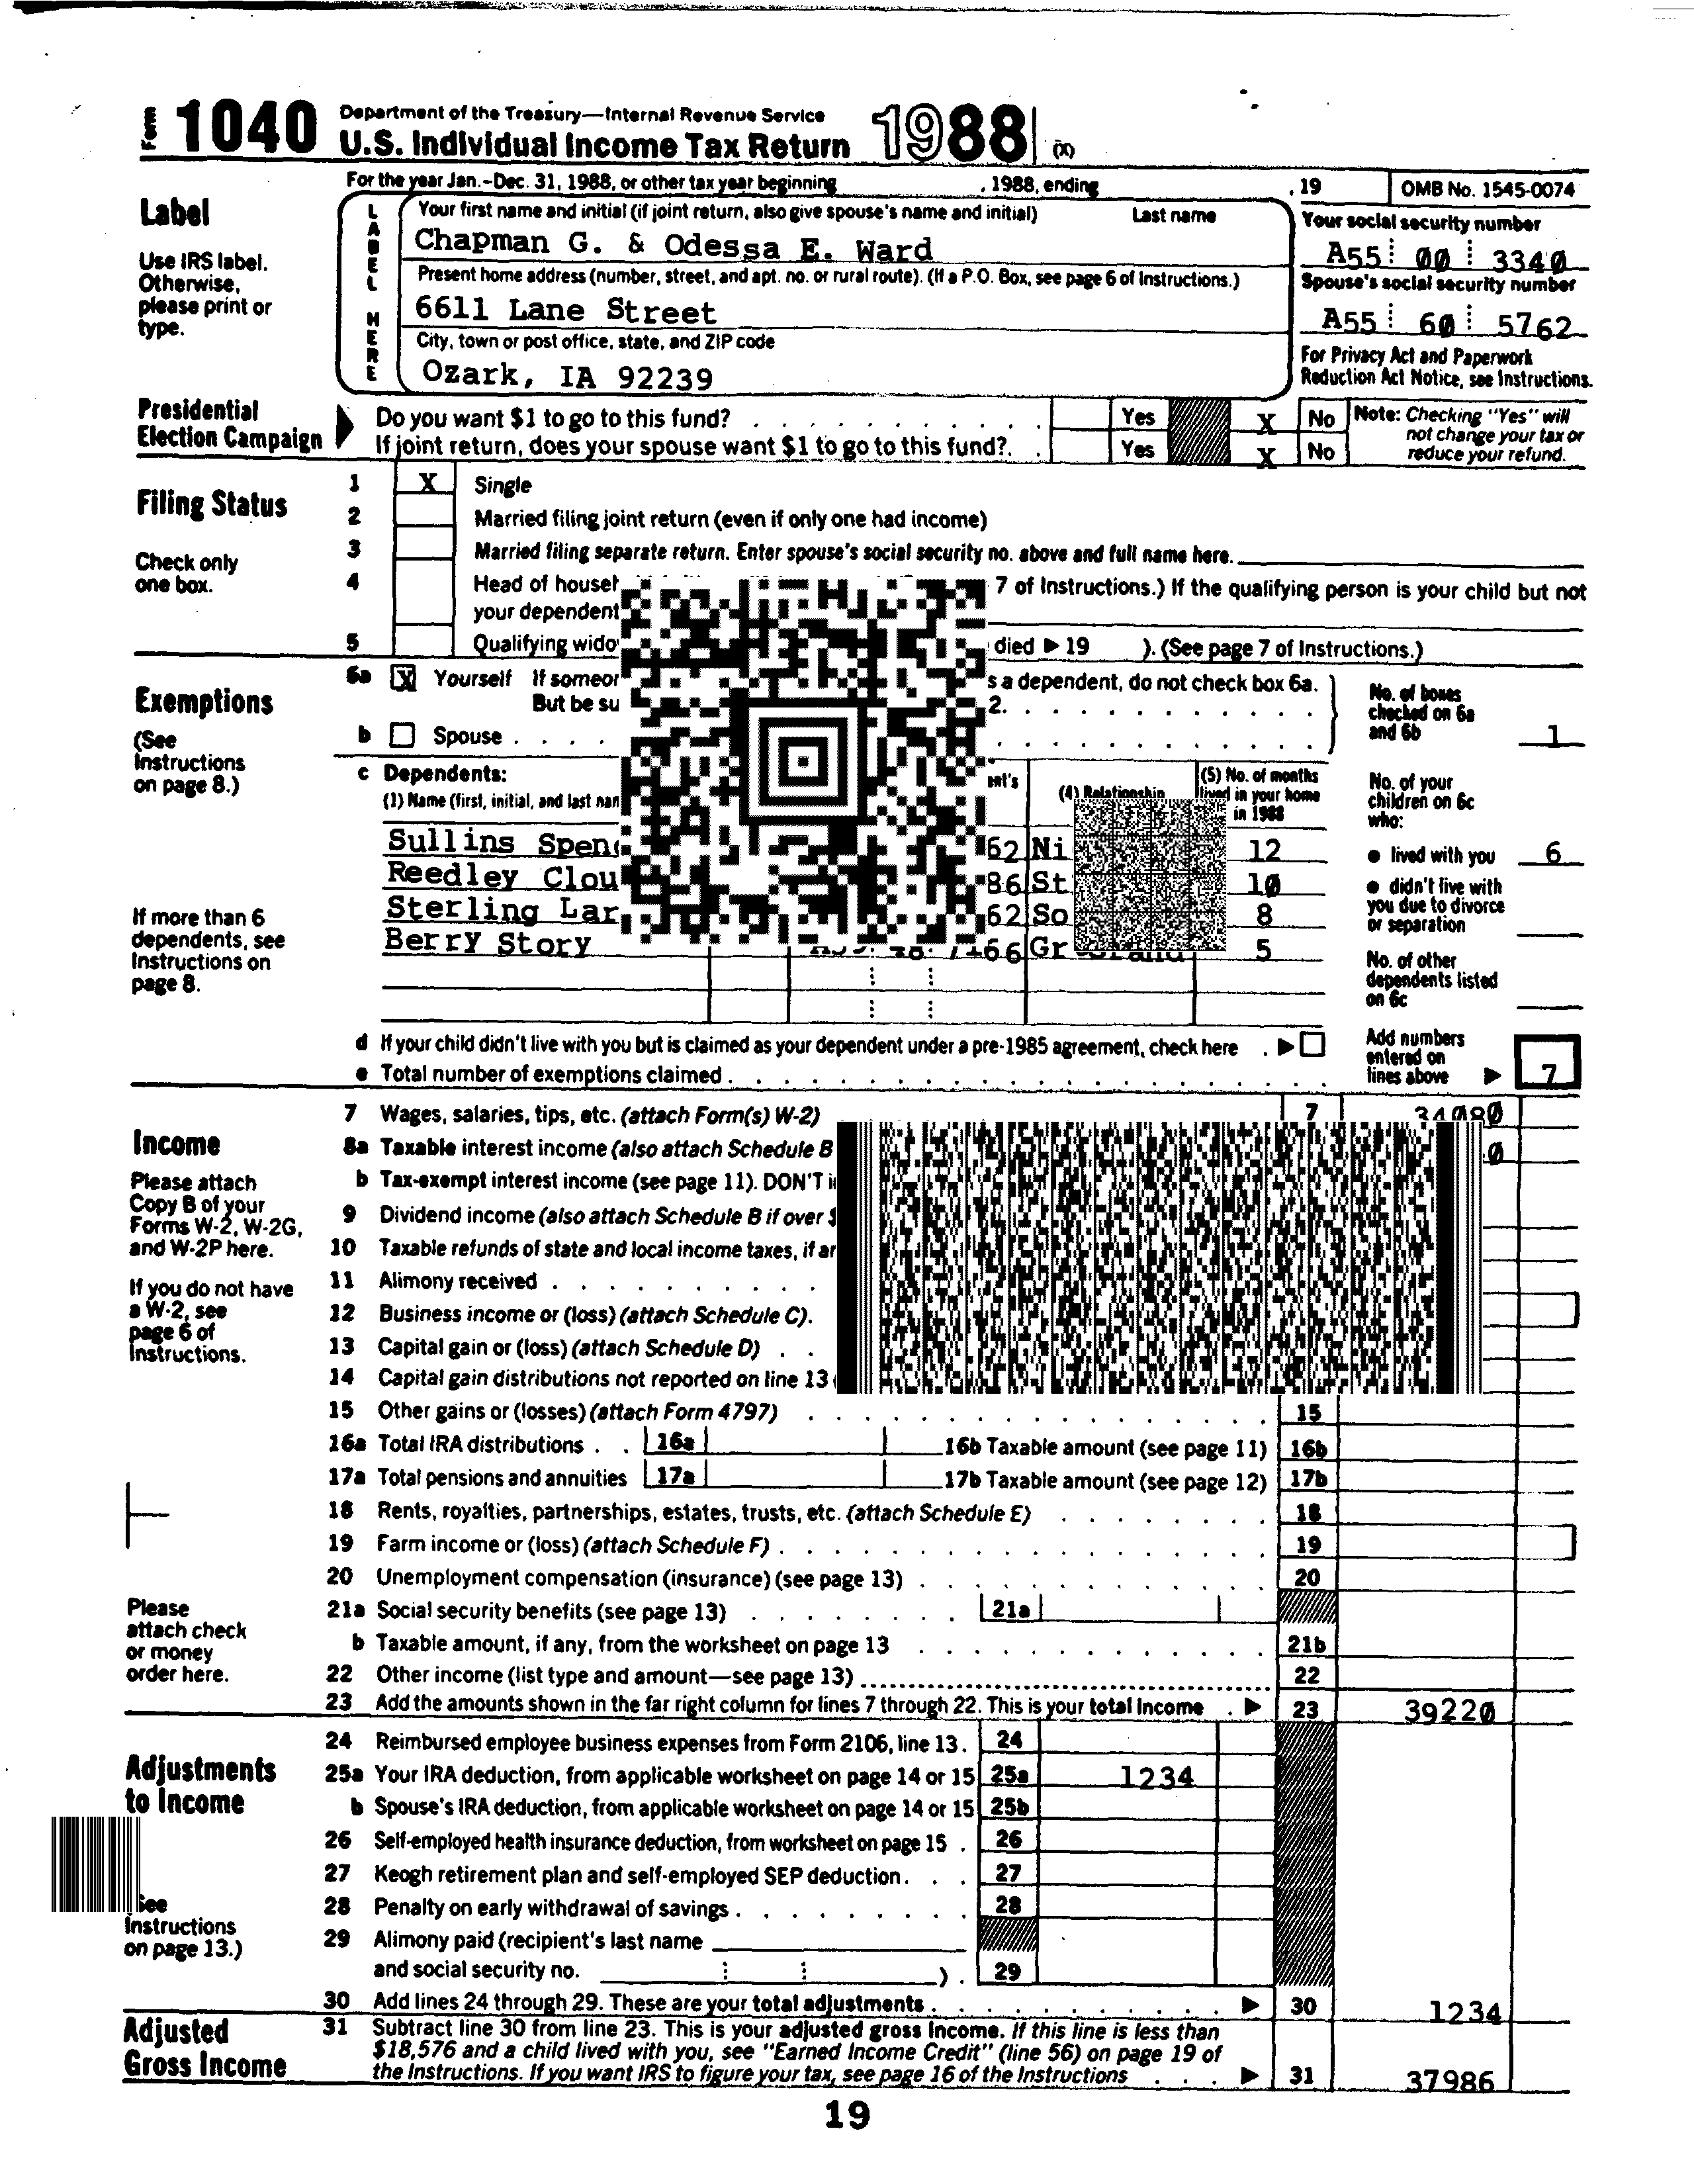 Form 1040 Department of the Treasury—Internal Revenue Service
U.S. Individual Income Tax Return 1988 (X)
For the year Jan.-Dec. 31, 1988, or other tax year beginning , 1988, ending , 19 OMB No. 1545-0074
Label
Use IRS label. Otherwise, please print or type.
LABEL HERE
Your first name and initial (if joint return, also give spouse's name and initial) Last name
Chapman G. & Odessa E. Ward
Your social security number
A55 00 3340
Present home address (number, street, and apt. no. or rural route). (If a P.O. Box, see page 6 of Instructions.)
6611 Lane Street
Spouse's social security number
A55 60 5762
City, town or post office, state, and ZIP code
Ozark, IA 92239
For Privacy Act and Paperwork Reduction Act Notice, see Instructions.
Presidential Election Campaign
Do you want $1 to go to this fund? Yes X No
If joint return, does your spouse want $1 to go to this fund?. Yes X No
Note: Checking "Yes" will not change your tax or reduce your refund.
Filing Status
Check only one box.
1 X Single
2 Married filing joint return (even if only one had income)
3 Married filing separate return. Enter spouse's social security no. above and full name here.
4 Head of 7 of Instructions.) If the qualifying person is your child but not
your dependent
5 Qualifying died ▶ 19 ). (See page 7 of Instructions.)
Exemptions
(See Instructions on page 8.)
6a X Yourself If s a dependent, do not check box 6a.
But be 2.
b Spouse
No. of boxes checked on 6a and 6b 1
c Dependents:
(1) Name (first, initial, and last
(4) Relationship
(5) No. of months lived in your home in 1988
No. of your children on 6c who:
Sullins 62 Ni 12
● lived with you 6
Reedley 86 St 10
● didn't live with you due to divorce or separation
Sterling 62 So 8
Berry Story 66 Gr 5
If more than 6 dependents, see Instructions on page 8.
No. of other dependents listed on 6c
d If your child didn't live with you but is claimed as your dependent under a pre-1985 agreement, check here ▶
e Total number of exemptions claimed
Add numbers entered on lines above ▶ 7
Income
Please attach Copy B of your Forms W-2, W-2G, and W-2P here.
If you do not have a W-2, see page 6 of Instructions.
7 Wages, salaries, tips, etc. (attach Form(s) W-2) 7 34080
8a Taxable interest income (also attach Schedule B 0
b Tax-exempt interest income (see page 11). DON'T
9 Dividend income (also attach Schedule B if over
10 Taxable refunds of state and local income taxes, if
11 Alimony received
12 Business income or (loss) (attach Schedule C).
13 Capital gain or (loss) (attach Schedule D)
14 Capital gain distributions not reported on line 13
15 Other gains or (losses) (attach Form 4797) 15
16a Total IRA distributions 16a 16b Taxable amount (see page 11) 16b
17a Total pensions and annuities 17a 17b Taxable amount (see page 12) 17b
18 Rents, royalties, partnerships, estates, trusts, etc. (attach Schedule E) 18
19 Farm income or (loss) (attach Schedule F) 19
20 Unemployment compensation (insurance) (see page 13) 20
Please attach check or money order here.
21a Social security benefits (see page 13) 21a
b Taxable amount, if any, from the worksheet on page 13 21b
22 Other income (list type and amount—see page 13) 22
23 Add the amounts shown in the far right column for lines 7 through 22. This is your total income ▶ 23 39220
Adjustments to Income
See Instructions on page 13.)
24 Reimbursed employee business expenses from Form 2106, line 13. 24
25a Your IRA deduction, from applicable worksheet on page 14 or 15 25a 1234
b Spouse's IRA deduction, from applicable worksheet on page 14 or 15 25b
26 Self-employed health insurance deduction, from worksheet on page 15 26
27 Keogh retirement plan and self-employed SEP deduction 27
28 Penalty on early withdrawal of savings 28
29 Alimony paid (recipient's last name
and social security no. ) 29
30 Add lines 24 through 29. These are your total adjustments ▶ 30 1234
Adjusted Gross Income
31 Subtract line 30 from line 23. This is your adjusted gross income. If this line is less than
$18,576 and a child lived with you, see "Earned Income Credit" (line 56) on page 19 of
the Instructions. If you want IRS to figure your tax, see page 16 of the Instructions ▶ 31 37986
19